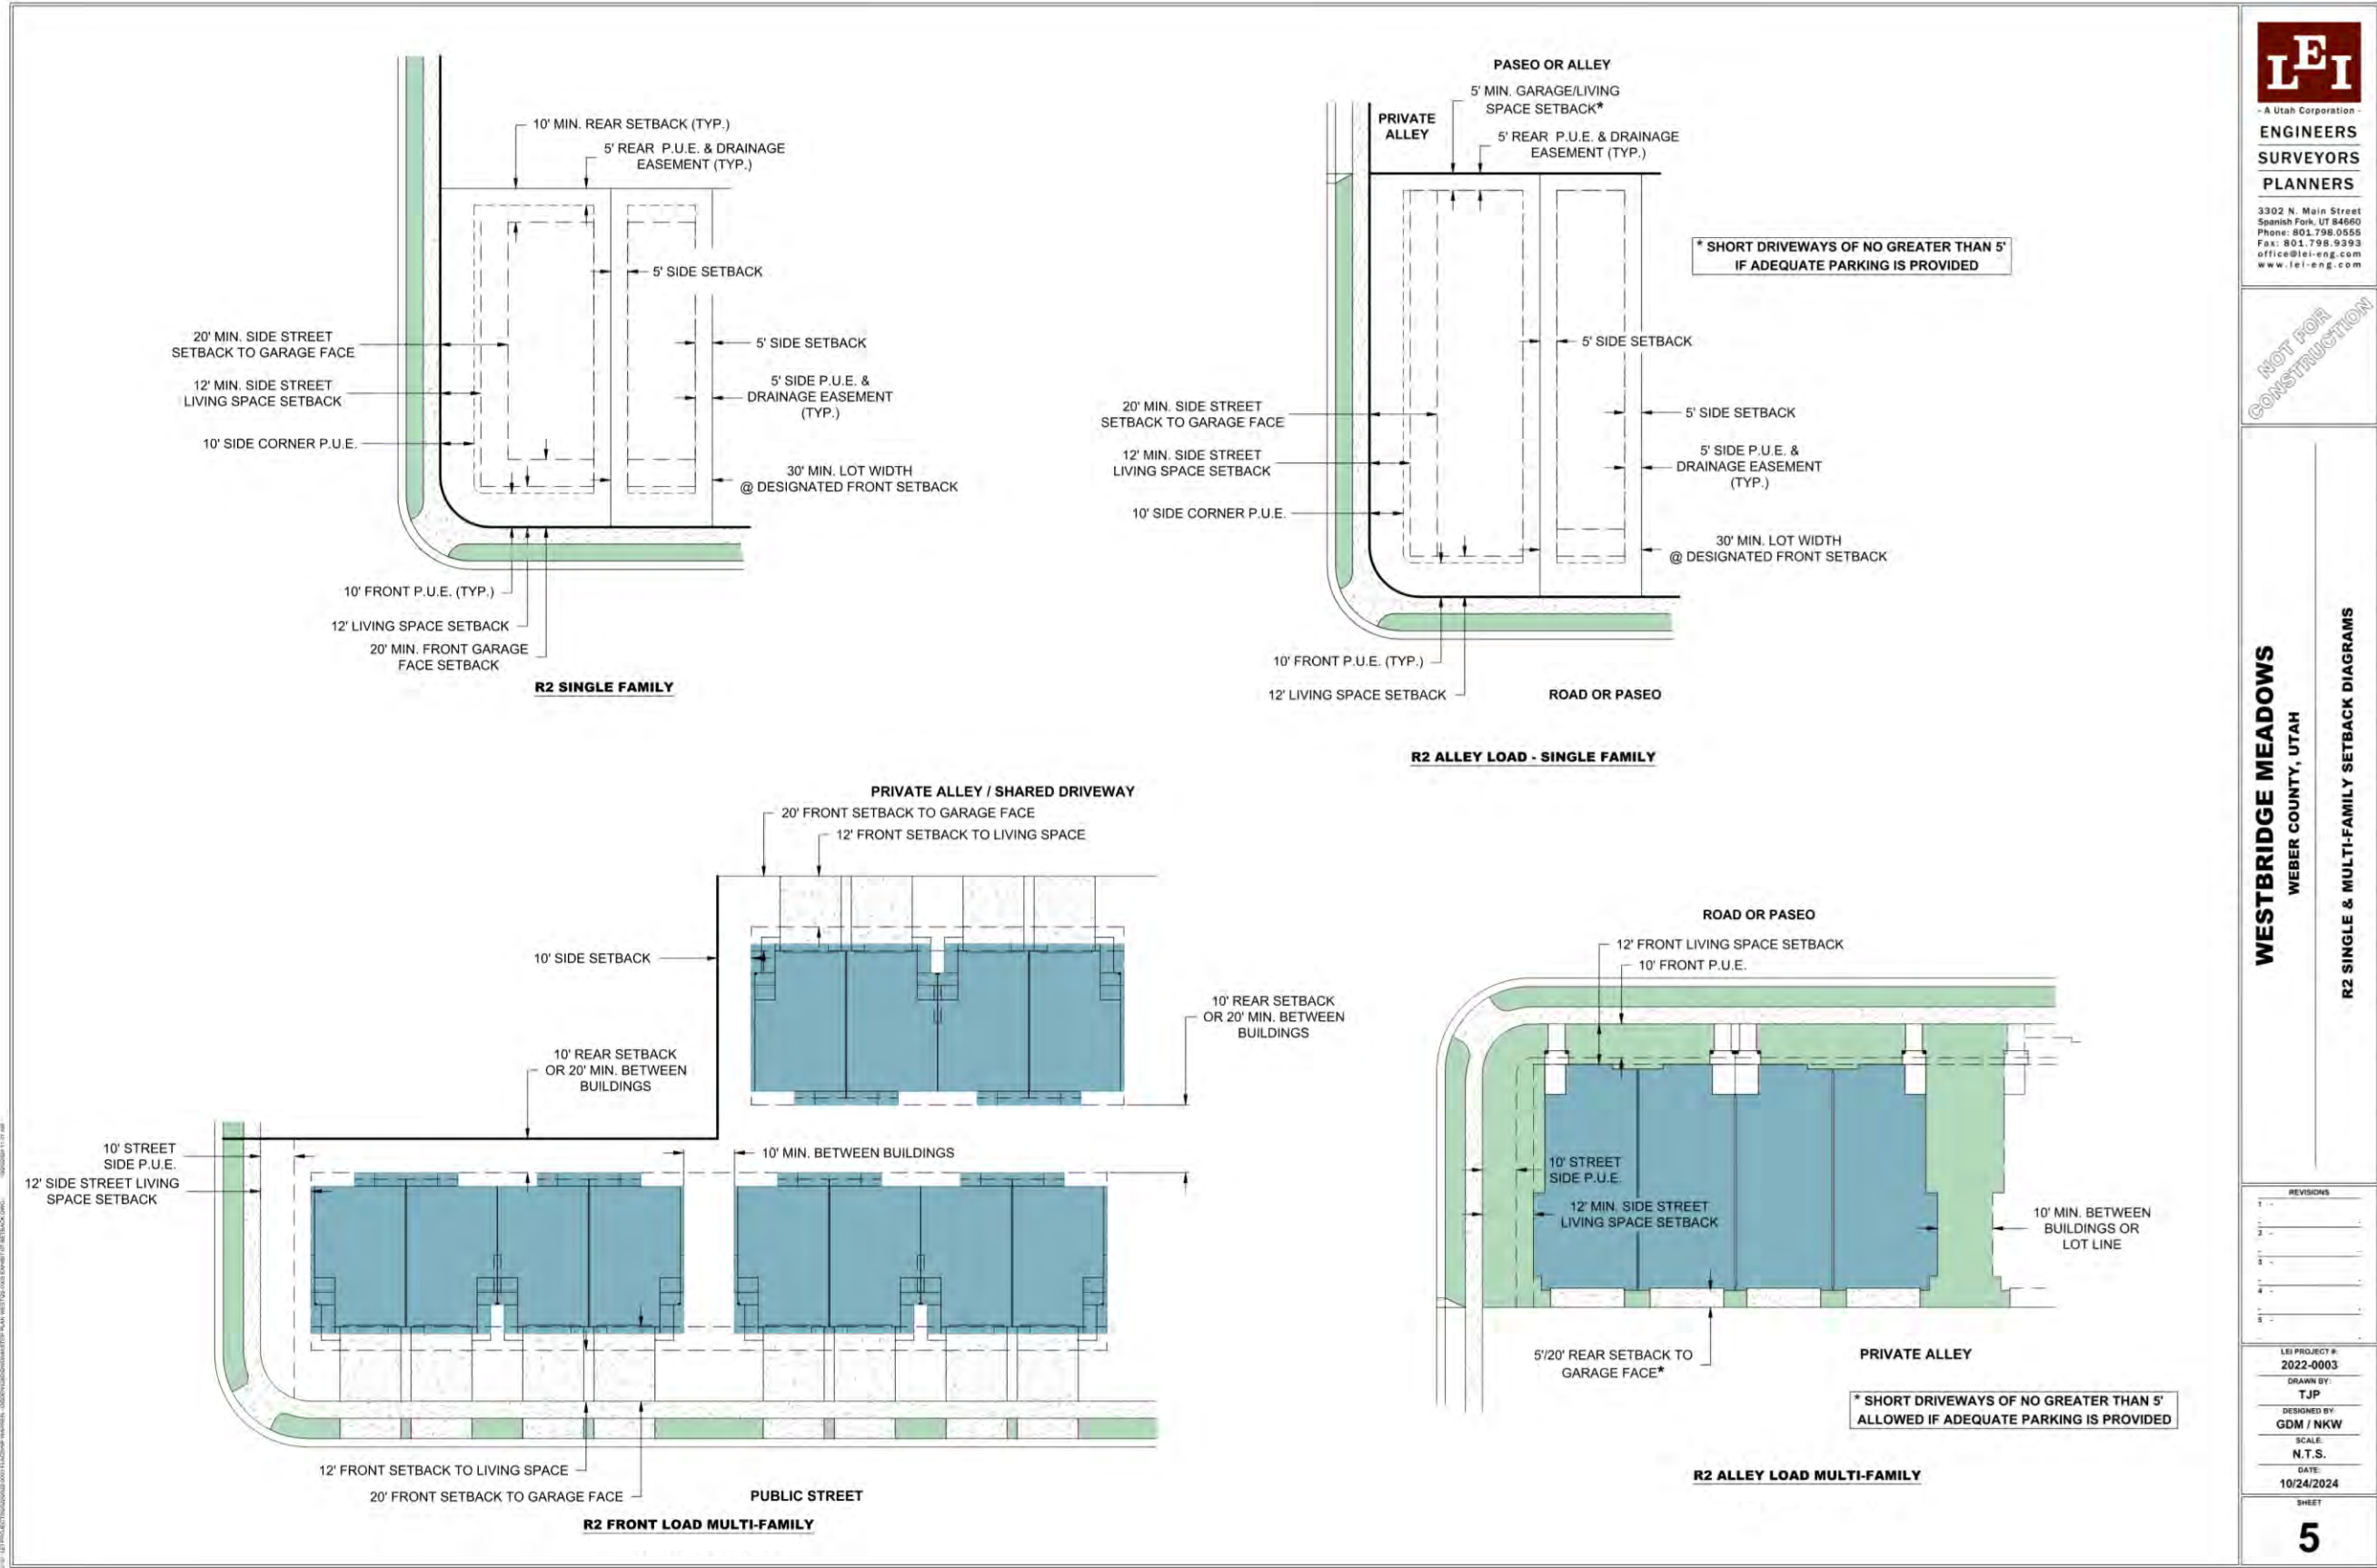 10' MIN. REAR SETBACK (TYP.)
5' REAR P.U.E. & DRAINAGE
EASEMENT (TYP.)
5' SIDE SETBACK
20' MIN. SIDE STREET
SETBACK TO GARAGE FACE
5' SIDE SETBACK
12' MIN. SIDE STREET
LIVING SPACE SETBACK
5' SIDE P.U.E. &
DRAINAGE EASEMENT
(TYP.)
10' SIDE CORNER P.U.E.
30' MIN. LOT WIDTH
@ DESIGNATED FRONT SETBACK
10' FRONT P.U.E. (TYP.)
12' LIVING SPACE SETBACK
20' MIN. FRONT GARAGE
FACE SETBACK
R2 SINGLE FAMILY
PASEO OR ALLEY
5' MIN. GARAGE/LIVING
SPACE SETBACK*
PRIVATE
ALLEY
5' REAR P.U.E. & DRAINAGE
EASEMENT (TYP.)
* SHORT DRIVEWAYS OF NO GREATER THAN 5'
IF ADEQUATE PARKING IS PROVIDED
5' SIDE SETBACK
20' MIN. SIDE STREET
SETBACK TO GARAGE FACE
5' SIDE SETBACK
12' MIN. SIDE STREET
LIVING SPACE SETBACK
5' SIDE P.U.E. &
DRAINAGE EASEMENT
(TYP.)
10' SIDE CORNER P.U.E.
30' MIN. LOT WIDTH
@ DESIGNATED FRONT SETBACK
10' FRONT P.U.E. (TYP.)
12' LIVING SPACE SETBACK
ROAD OR PASEO
R2 ALLEY LOAD - SINGLE FAMILY
PRIVATE ALLEY / SHARED DRIVEWAY
20' FRONT SETBACK TO GARAGE FACE
12' FRONT SETBACK TO LIVING SPACE
10' SIDE SETBACK
10' REAR SETBACK
OR 20' MIN. BETWEEN
BUILDINGS
10' REAR SETBACK
OR 20' MIN. BETWEEN
BUILDINGS
10' STREET
SIDE P.U.E.
12' SIDE STREET LIVING
SPACE SETBACK
10' MIN. BETWEEN BUILDINGS
12' FRONT SETBACK TO LIVING SPACE
20' FRONT SETBACK TO GARAGE FACE
PUBLIC STREET
R2 FRONT LOAD MULTI-FAMILY
ROAD OR PASEO
12' FRONT LIVING SPACE SETBACK
10' FRONT P.U.E.
10' STREET
SIDE P.U.E.
12' MIN. SIDE STREET
LIVING SPACE SETBACK
10' MIN. BETWEEN
BUILDINGS OR
LOT LINE
5'/20' REAR SETBACK TO
GARAGE FACE*
PRIVATE ALLEY
* SHORT DRIVEWAYS OF NO GREATER THAN 5'
ALLOWED IF ADEQUATE PARKING IS PROVIDED
R2 ALLEY LOAD MULTI-FAMILY
LEI
- A Utah Corporation -
ENGINEERS
SURVEYORS
PLANNERS
3302 N. Main Street
Spanish Fork, UT 84660
Phone: 801.798.0555
Fax: 801.798.9393
office@lei-eng.com
www.lei-eng.com
NOT FOR
CONSTRUCTION
WESTBRIDGE MEADOWS
WEBER COUNTY, UTAH
R2 SINGLE & MULTI-FAMILY SETBACK DIAGRAMS
REVISIONS
1 -
2 -
3 -
4 -
5 -
LEI PROJECT #:
2022-0003
DRAWN BY:
TJP
DESIGNED BY:
GDM / NKW
SCALE:
N.T.S.
DATE:
10/24/2024
SHEET
5